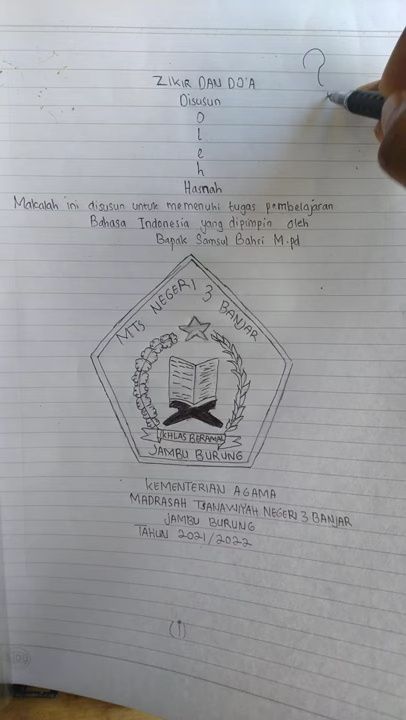 ?
ZIKIR DAN DO'A
Disusun
O
l
e
h
Hasnah
Makalah ini disusun untuk memenuhi tugas pembelajaran
Bahasa Indonesia yang dipimpin oleh
Bapak Samsul Bahri M.pd
MTs NEGERI 3 BANJAR
IKHLAS BERAMAL
JAMBU BURUNG
KEMENTERIAN AGAMA
MADRASAH TSANAWIYAH NEGERI 3 BANJAR
JAMBU BURUNG
TAHUN 2021/2022
(i)